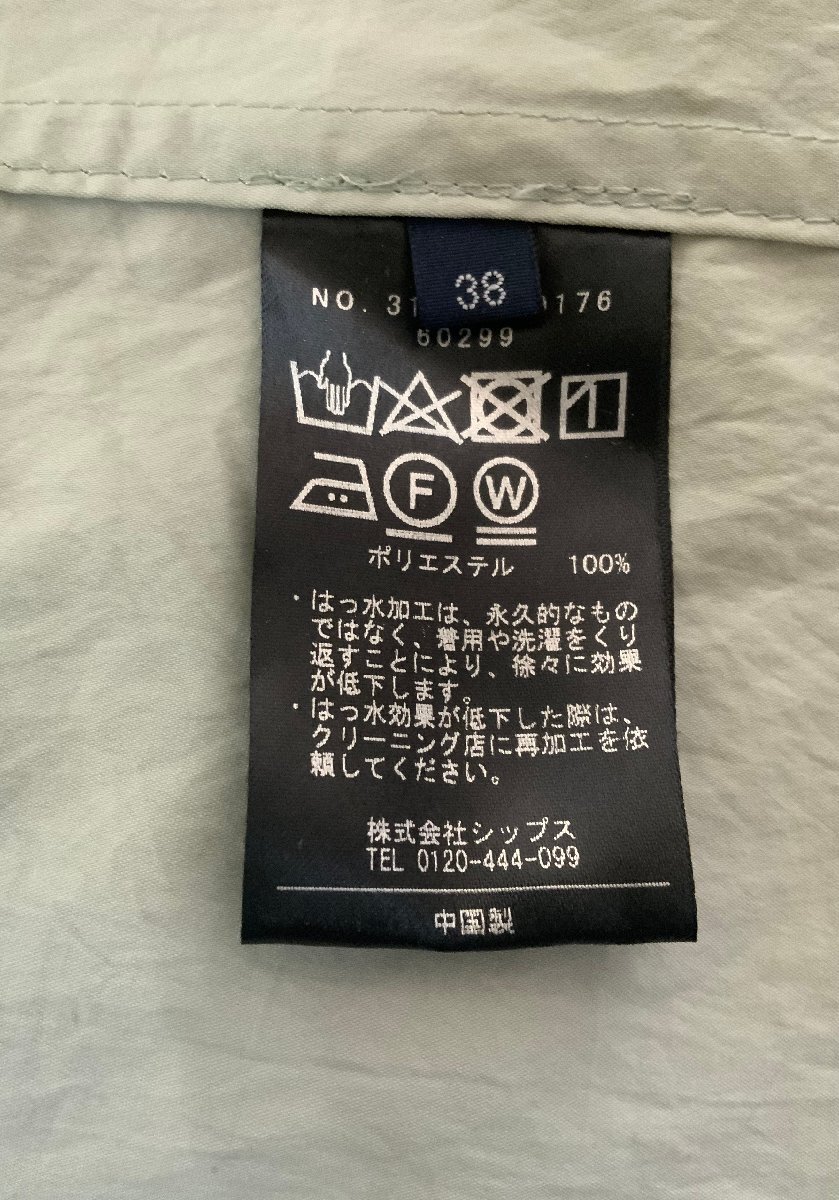 38
NO. 31 0176
60299
F W
ポリエステル 100%
・はっ水加工は、永久的なもの
ではなく、着用や洗濯をくり
返すことにより、徐々に効果
が低下します。
・はっ水効果が低下した際は、
クリーニング店に再加工を依
頼してください。
株式会社シップス
TEL 0120-444-099
中国製